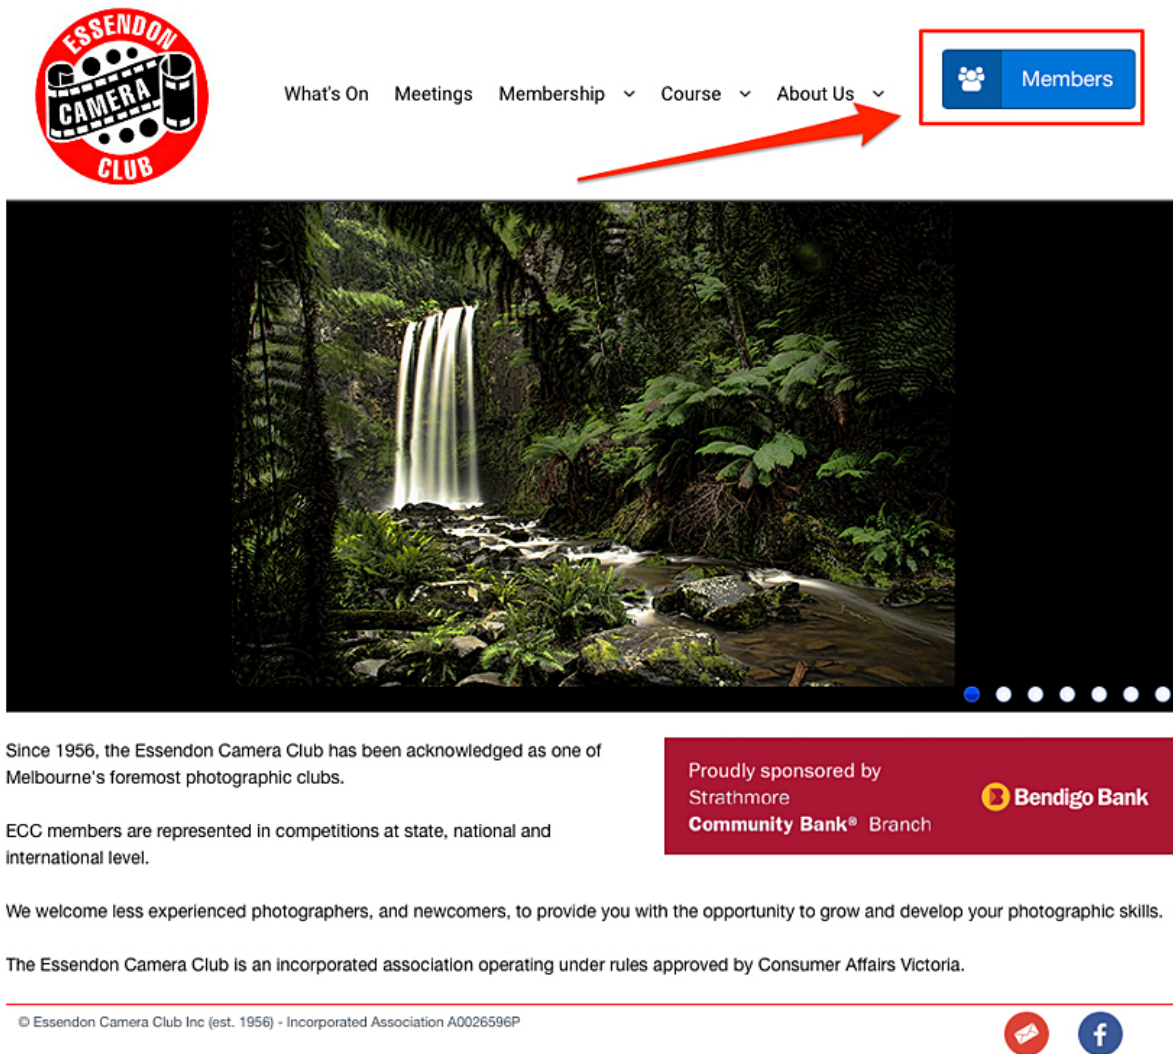 ESSENDON
CAMERA
CLUB
What's On Meetings Membership Course About Us Members
Since 1956, the Essendon Camera Club has been acknowledged as one of
Melbourne's foremost photographic clubs.
ECC members are represented in competitions at state, national and
international level.
Proudly sponsored by
Strathmore
Community Bank® Branch
Bendigo Bank
We welcome less experienced photographers, and newcomers, to provide you with the opportunity to grow and develop your photographic skills.
The Essendon Camera Club is an incorporated association operating under rules approved by Consumer Affairs Victoria.
© Essendon Camera Club Inc (est. 1956) - Incorporated Association A0026596P
f